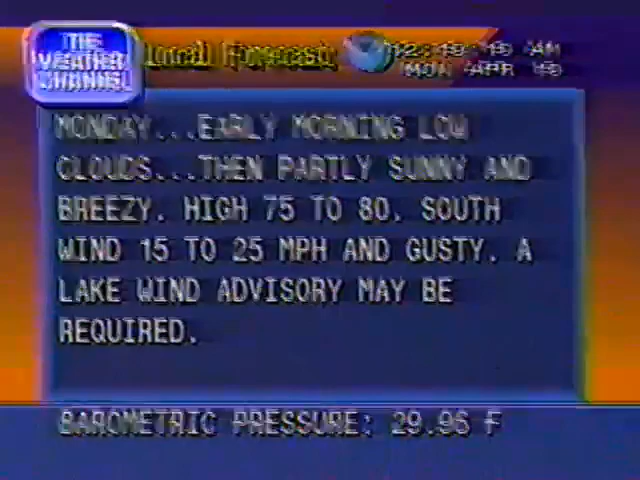 THE
WEATHER
CHANNEL
Local Forecast
AM
MON APR
MONDAY...EARLY MORNING LOW
CLOUDS...THEN PARTLY SUNNY AND
BREEZY. HIGH 75 TO 80. SOUTH
WIND 15 TO 25 MPH AND GUSTY. A
LAKE WIND ADVISORY MAY BE
REQUIRED.
BAROMETRIC PRESSURE: 29.96 F